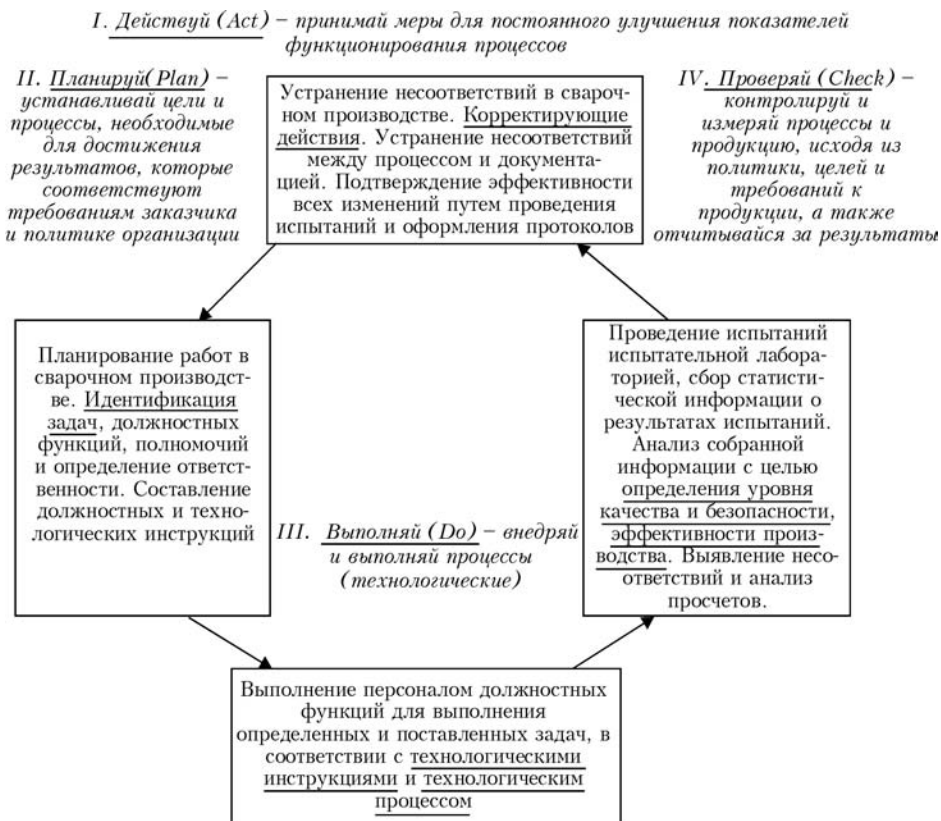 I. Действуй (Act) – принимай меры для постоянного улучшения показателей
функционирования процессов
II. Планируй(Plan) –
устанавливай цели и
процессы, необходимые
для достижения
результатов, которые
соответствуют
требованиям заказчика
и политике организации
Устранение несоответствий в свароч-
ном производстве. Корректирующие
действия. Устранение несоответствий
между процессом и документа-
цией. Подтверждение эффективности
всех изменений путем проведения
испытаний и оформления протоколов
IV. Проверяй (Check) –
контролируй и
измеряй процессы и
продукцию, исходя из
политики, целей и
требований к
продукции, а также
отчитывайся за результаты
Планирование работ в
сварочном производст-
ве. Идентификация
задач, должностных
функций, полномочий
и определение ответст-
венности. Составление
должностных и техно-
логических инструкций
III. Выполняй (Do) – внедряй
и выполняй процессы
(технологические)
Проведение испытаний
испытательной лабора-
торией, сбор статисти-
ческой информации о
результатах испытаний.
Анализ собранной
информации с целью
определения уровня
качества и безопасности,
эффективности произ-
водства. Выявление несо-
ответствий и анализ
просчетов.
Выполнение персоналом должностных
функций для выполнения
определенных и поставленных задач, в
соответствии с технологическими
инструкциями и технологическим
процессом